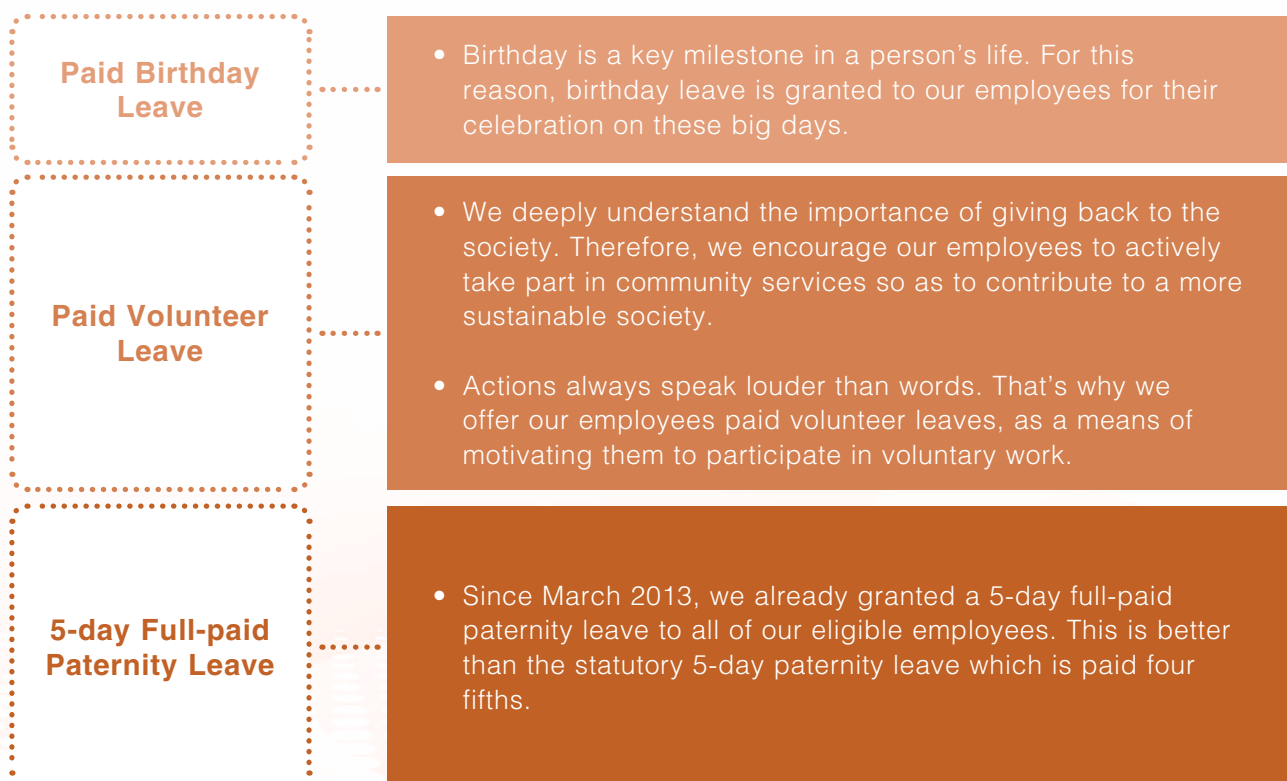 Paid Birthday
Leave
• Birthday is a key milestone in a person’s life. For this
reason, birthday leave is granted to our employees for their
celebration on these big days.
Paid Volunteer
Leave
• We deeply understand the importance of giving back to the
society. Therefore, we encourage our employees to actively
take part in community services so as to contribute to a more
sustainable society.
• Actions always speak louder than words. That’s why we
offer our employees paid volunteer leaves, as a means of
motivating them to participate in voluntary work.
5-day Full-paid
Paternity Leave
• Since March 2013, we already granted a 5-day full-paid
paternity leave to all of our eligible employees. This is better
than the statutory 5-day paternity leave which is paid four
fifths.